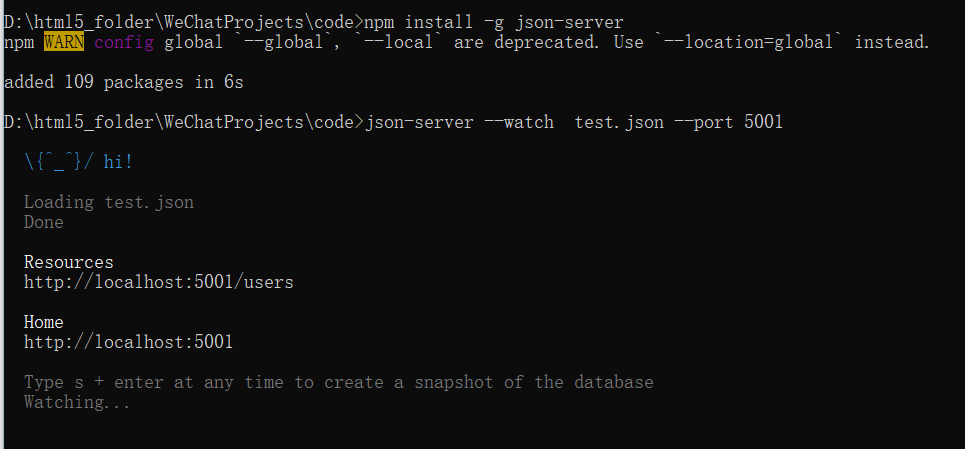 D:\html5_folder\WeChatProjects\code>npm install -g json-server
npm WARN config global `--global`, `--local` are deprecated. Use `--location=global` instead.
added 109 packages in 6s
D:\html5_folder\WeChatProjects\code>json-server --watch  test.json --port 5001
\{^_^}/ hi!
Loading test.json
Done
Resources
http://localhost:5001/users
Home
http://localhost:5001
Type s + enter at any time to create a snapshot of the database
Watching...